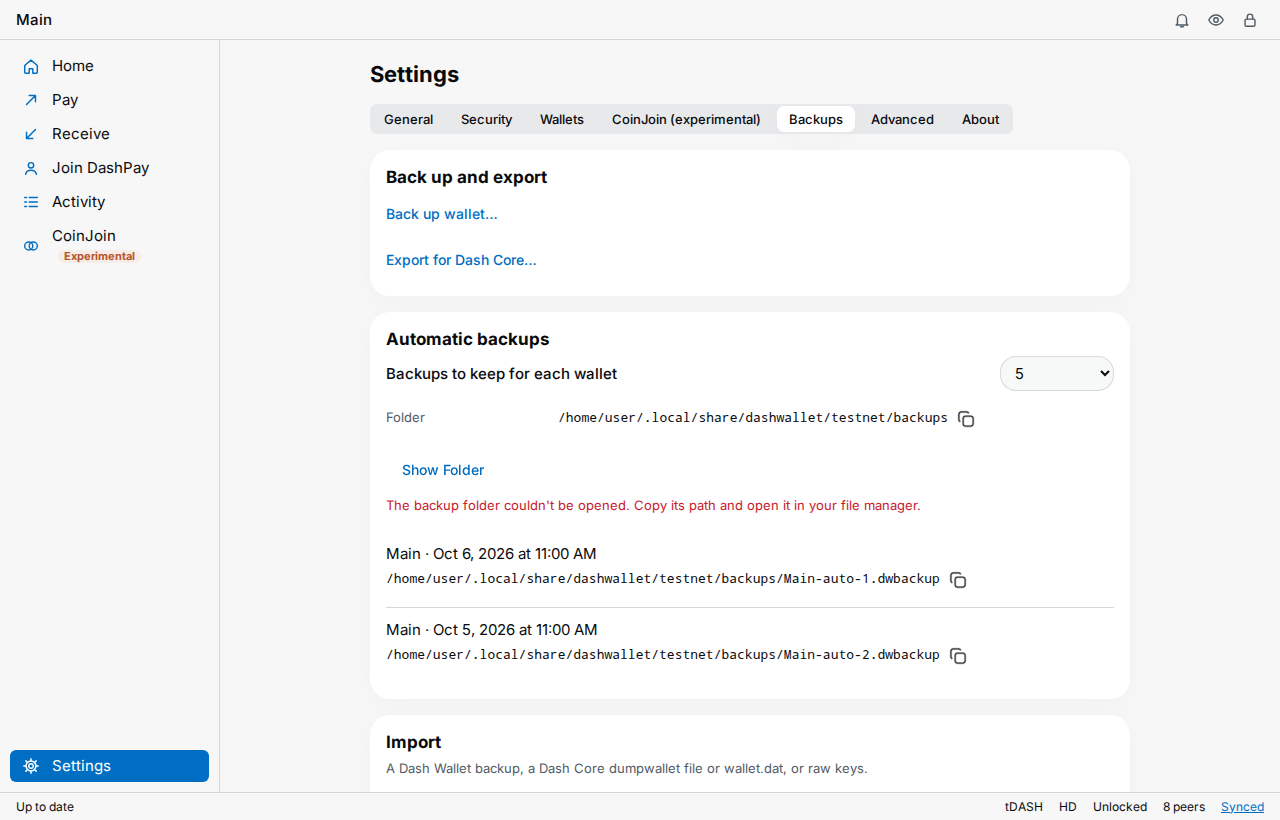 Main
Home
Pay
Receive
Join DashPay
Activity
CoinJoin
Experimental
Settings
Settings
General Security Wallets CoinJoin (experimental) Backups Advanced About
Back up and export
Back up wallet...
Export for Dash Core...
Automatic backups
Backups to keep for each wallet 5
Folder /home/user/.local/share/dashwallet/testnet/backups
Show Folder
The backup folder couldn't be opened. Copy its path and open it in your file manager.
Main · Oct 6, 2026 at 11:00 AM
/home/user/.local/share/dashwallet/testnet/backups/Main-auto-1.dwbackup
Main · Oct 5, 2026 at 11:00 AM
/home/user/.local/share/dashwallet/testnet/backups/Main-auto-2.dwbackup
Import
A Dash Wallet backup, a Dash Core dumpwallet file or wallet.dat, or raw keys.
Up to date tDASH HD Unlocked 8 peers Synced